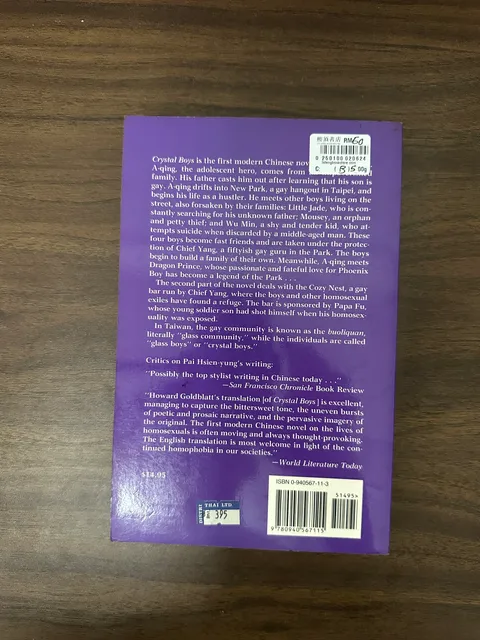 Crystal Boys is the first modern Chinese nove
A-qing, the adolescent hero, comes from
family. His father casts him out after learning that his son is
gay. A-qing drifts into New Park, a gay hangout in Taipei, and
begins his life as a hustler. He meets other boys living on the
street, also forsaken by their families: Little Jade, who is con-
stantly searching for his unknown father; Mousey, an orphan
and petty thief; and Wu Min, a shy and tender kid, who at-
tempts suicide when discarded by a middle-aged man. These
four boys become fast friends and are taken under the protec-
tion of Chief Yang, a fiftyish gay guru in the Park. The boys
begin to build a family of their own. Meanwhile, A-qing meets
Dragon Prince, whose passionate and fateful love for Phoenix
Boy has become a legend of the Park . . .
The second part of the novel deals with the Cozy Nest, a gay
bar run by Chief Yang, where the boys and other homosexual
exiles have found a refuge. The bar is sponsored by Papa Fu,
whose young soldier son had shot himself when his homosex-
uality was exposed.
In Taiwan, the gay community is known as the buoliquan,
literally "glass community," while the individuals are called
"glass boys" or "crystal boys."
Critics on Pai Hsien-yung's writing:
"Possibly the top stylist writing in Chinese today . . ."
—San Francisco Chronicle Book Review
"Howard Goldblatt's translation [of Crystal Boys] is excellent,
managing to capture the bittersweet tone, the uneven bursts
of poetic and prosaic narrative, and the pervasive imagery of
the original. The first modern Chinese novel on the lives of
homosexuals is often moving and always thought-provoking.
The English translation is most welcome in light of the con-
tinued homophobia in our societies."
—World Literature Today
$14.95
THAI LTD.
395
ISBN 0-940567-11-3
51495>
9 780940 567115
RM60
0 250100 020624